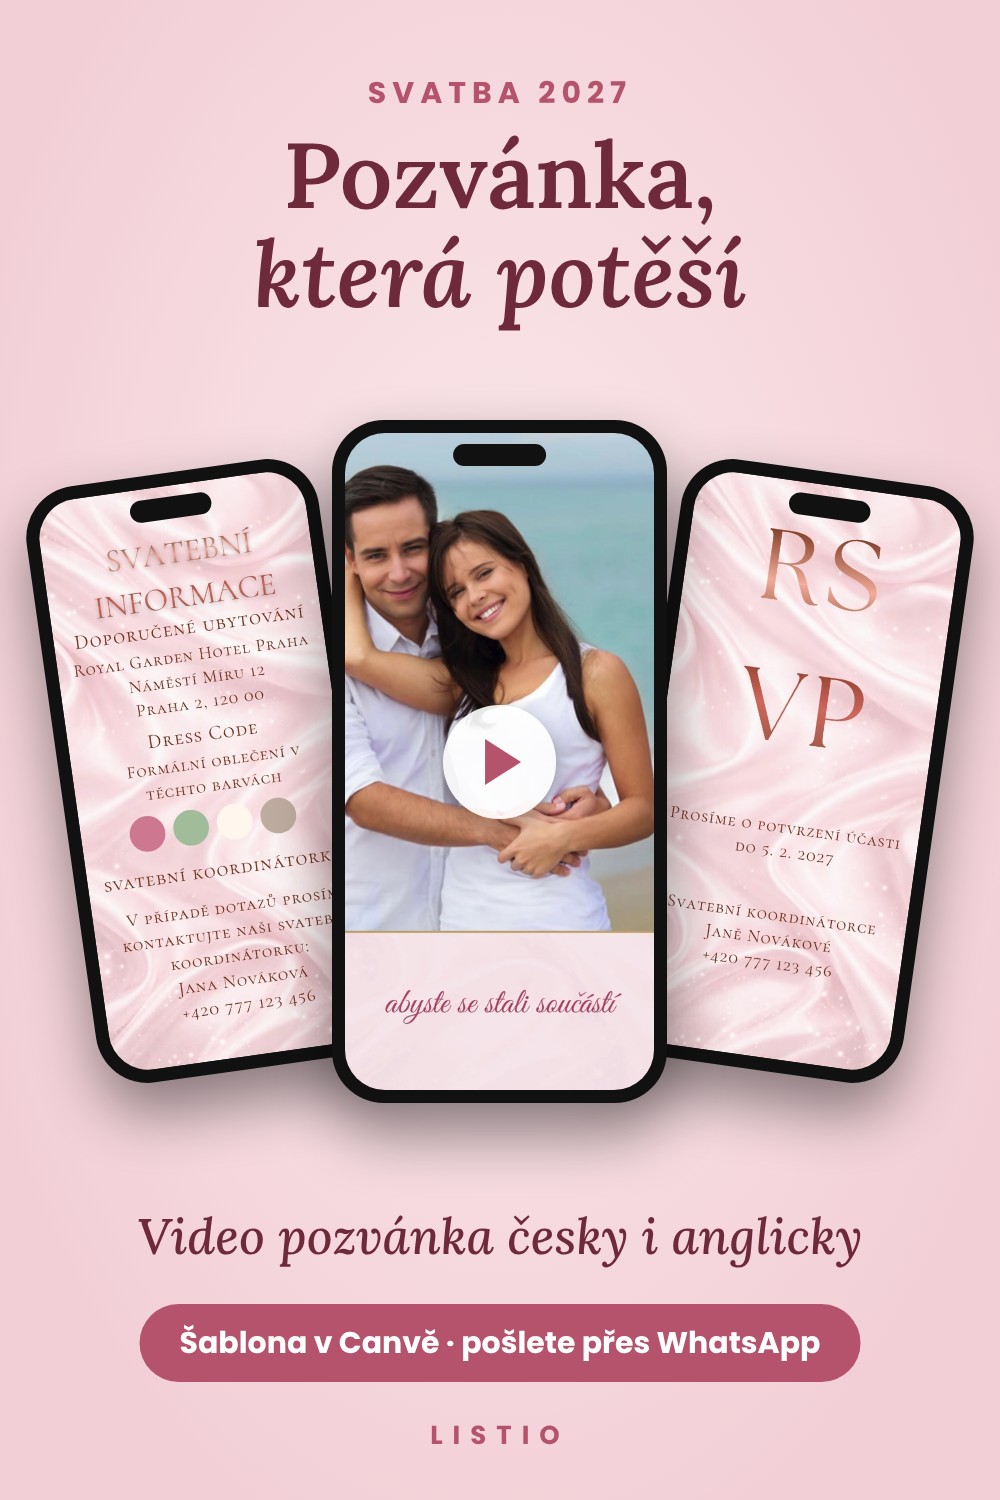 SVATBA 2027
Pozvánka,
která potěší
SVATEBNÍ
INFORMACE
Doporučené ubytování
Royal Garden Hotel Praha
Náměstí Míru 12
Praha 2, 120 00
Dress Code
Formální oblečení v
těchto barvách
svatební
V případě dotazů
kontaktujte naši
koordinátorku:
Jana Nováková
+420 777 123 456
abyste se stali součástí
RS
VP
Prosíme o potvrzení účasti
do 5. 2. 2027
Svatební koordinátorce
Janě Novákové
+420 777 123 456
Video pozvánka česky i anglicky
Šablona v Canvě · pošlete přes WhatsApp
LISTIO